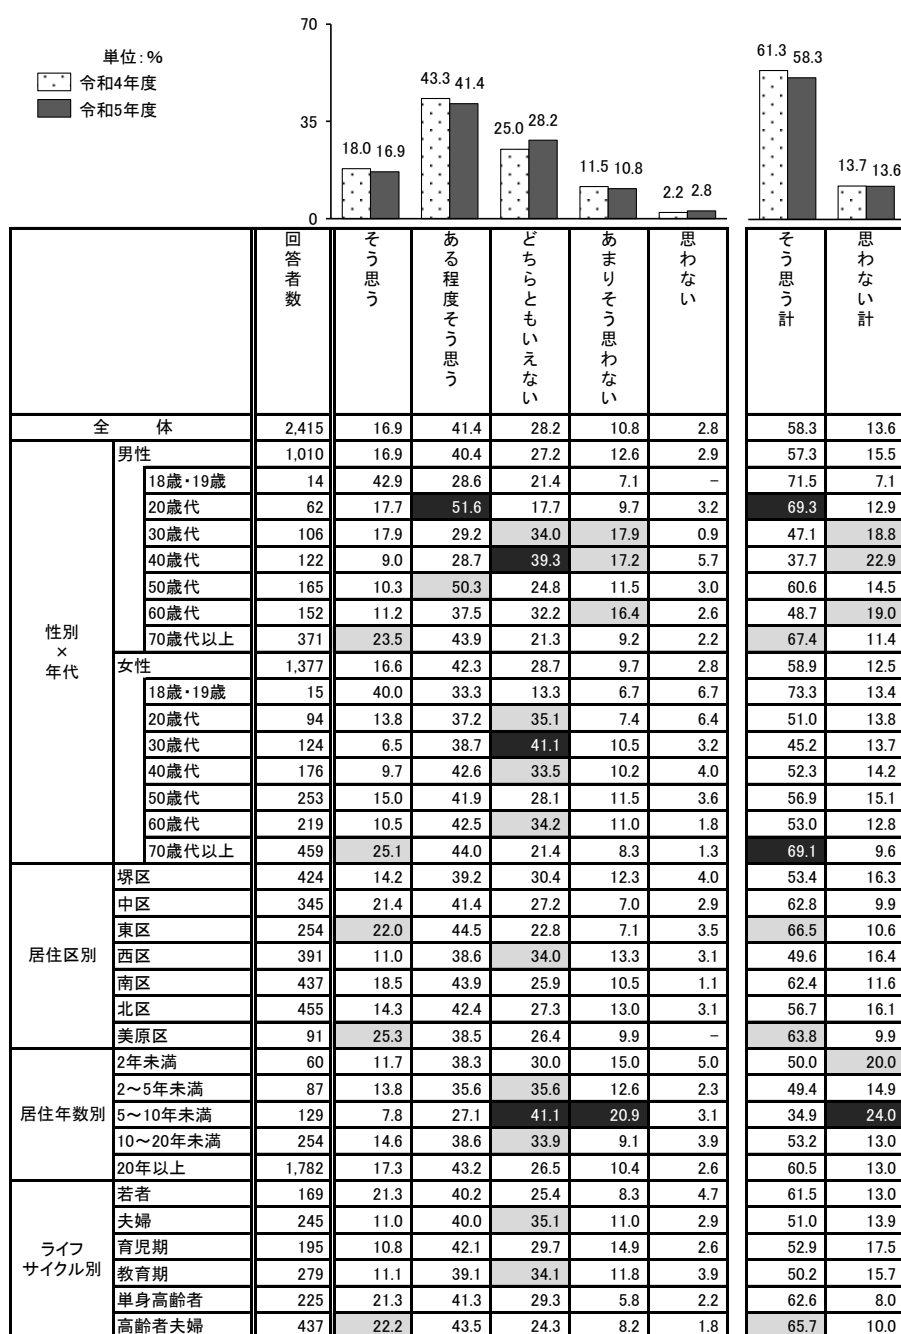 単位:%
令和4年度
令和5年度
70
35
0
18.0 16.9
43.3 41.4
25.0 28.2
11.5 10.8
2.2 2.8
61.3 58.3
13.7 13.6
回答者数 そう思う ある程度そう思う どちらともいえない あまりそう思わない 思わない そう思う計 思わない計
全体 2,415 16.9 41.4 28.2 10.8 2.8 58.3 13.6
性別×年代
男性 1,010 16.9 40.4 27.2 12.6 2.9 57.3 15.5
18歳・19歳 14 42.9 28.6 21.4 7.1 − 71.5 7.1
20歳代 62 17.7 51.6 17.7 9.7 3.2 69.3 12.9
30歳代 106 17.9 29.2 34.0 17.9 0.9 47.1 18.8
40歳代 122 9.0 28.7 39.3 17.2 5.7 37.7 22.9
50歳代 165 10.3 50.3 24.8 11.5 3.0 60.6 14.5
60歳代 152 11.2 37.5 32.2 16.4 2.6 48.7 19.0
70歳代以上 371 23.5 43.9 21.3 9.2 2.2 67.4 11.4
女性 1,377 16.6 42.3 28.7 9.7 2.8 58.9 12.5
18歳・19歳 15 40.0 33.3 13.3 6.7 6.7 73.3 13.4
20歳代 94 13.8 37.2 35.1 7.4 6.4 51.0 13.8
30歳代 124 6.5 38.7 41.1 10.5 3.2 45.2 13.7
40歳代 176 9.7 42.6 33.5 10.2 4.0 52.3 14.2
50歳代 253 15.0 41.9 28.1 11.5 3.6 56.9 15.1
60歳代 219 10.5 42.5 34.2 11.0 1.8 53.0 12.8
70歳代以上 459 25.1 44.0 21.4 8.3 1.3 69.1 9.6
居住区別
堺区 424 14.2 39.2 30.4 12.3 4.0 53.4 16.3
中区 345 21.4 41.4 27.2 7.0 2.9 62.8 9.9
東区 254 22.0 44.5 22.8 7.1 3.5 66.5 10.6
西区 391 11.0 38.6 34.0 13.3 3.1 49.6 16.4
南区 437 18.5 43.9 25.9 10.5 1.1 62.4 11.6
北区 455 14.3 42.4 27.3 13.0 3.1 56.7 16.1
美原区 91 25.3 38.5 26.4 9.9 − 63.8 9.9
居住年数別
2年未満 60 11.7 38.3 30.0 15.0 5.0 50.0 20.0
2〜5年未満 87 13.8 35.6 35.6 12.6 2.3 49.4 14.9
5〜10年未満 129 7.8 27.1 41.1 20.9 3.1 34.9 24.0
10〜20年未満 254 14.6 38.6 33.9 9.1 3.9 53.2 13.0
20年以上 1,782 17.3 43.2 26.5 10.4 2.6 60.5 13.0
ライフサイクル別
若者 169 21.3 40.2 25.4 8.3 4.7 61.5 13.0
夫婦 245 11.0 40.0 35.1 11.0 2.9 51.0 13.9
育児期 195 10.8 42.1 29.7 14.9 2.6 52.9 17.5
教育期 279 11.1 39.1 34.1 11.8 3.9 50.2 15.7
単身高齢者 225 21.3 41.3 29.3 5.8 2.2 62.6 8.0
高齢者夫婦 437 22.2 43.5 24.3 8.2 1.8 65.7 10.0